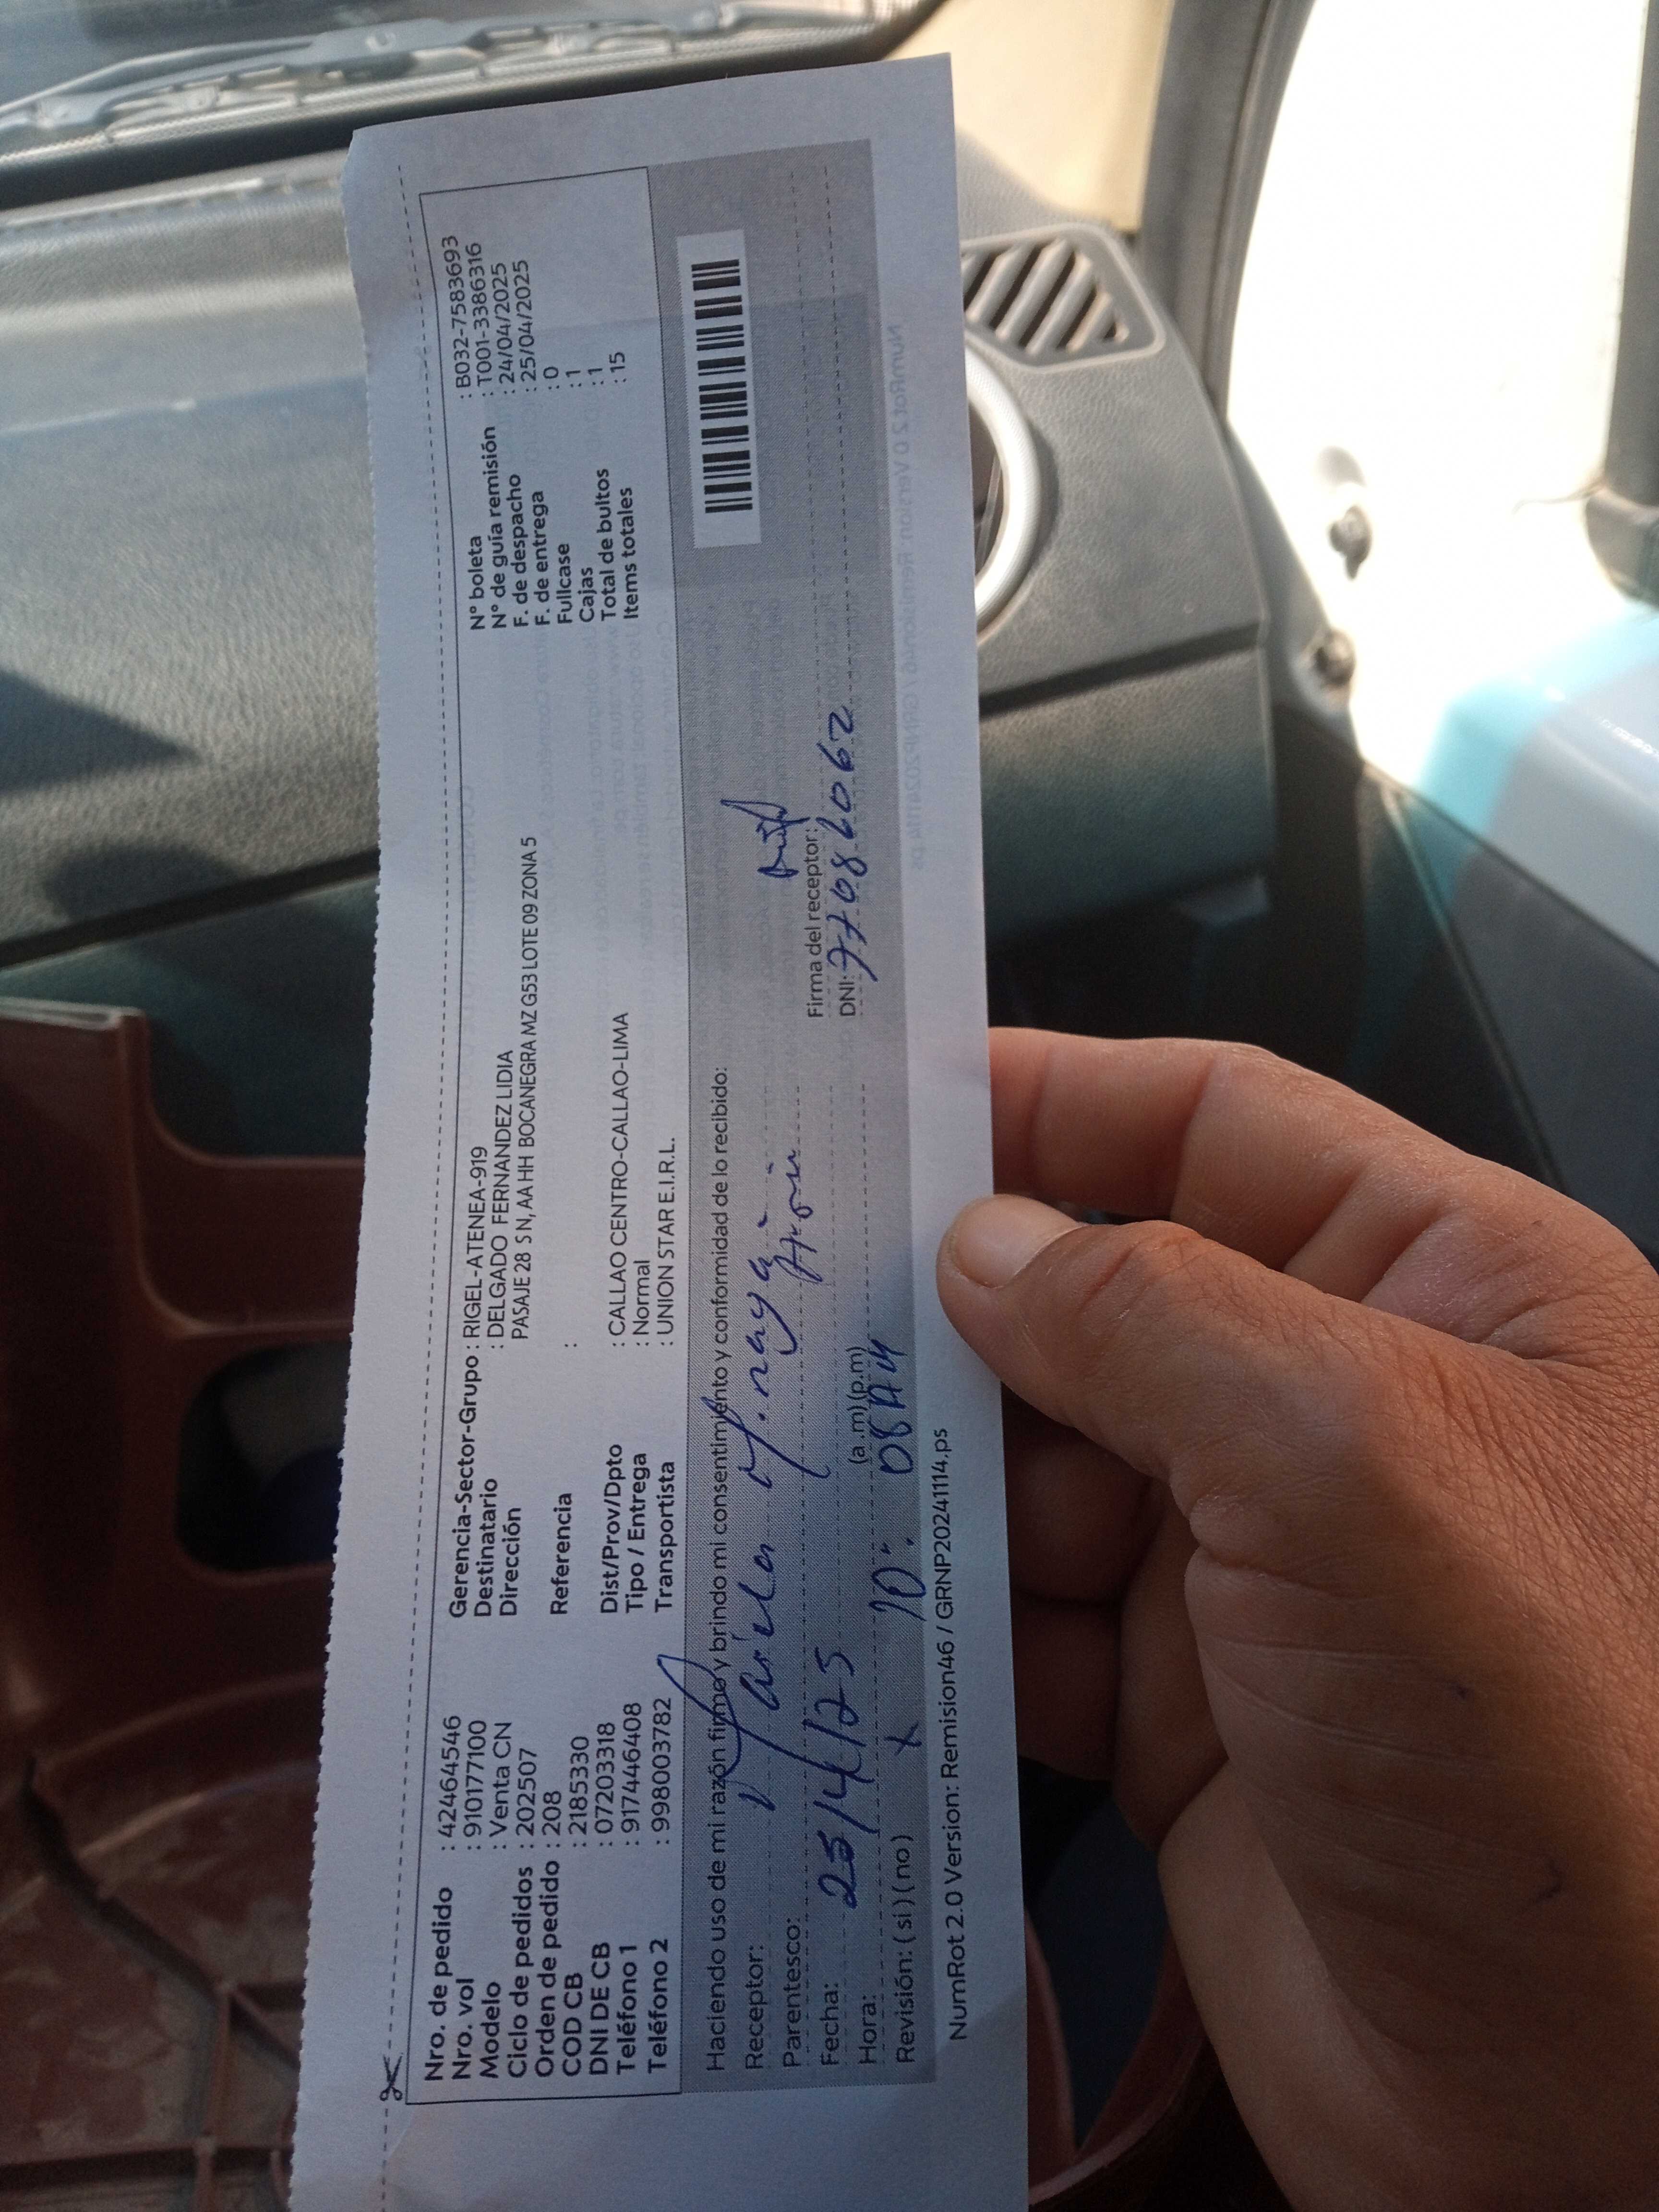 Nro. de pedido : 424644546
Nro. vol : 910177100
Modelo : Venta CN
Ciclo de pedidos : 202507
Orden de pedido : 208
COD CB : 2185330
DNI DE CB : 07203318
Teléfono 1 : 917446408
Teléfono 2 : 998003782
Gerencia-Sector-Grupo : RIGEL-ATENEA-919
Destinatario : DELGADO FERNANDEZ LIDIA
Dirección PASAJE 28 S N, AA HH BOCANEGRA MZ G53 LOTE 09 ZONA 5
Referencia :
Dist/Prov/Dpto : CALLAO CENTRO-CALLAO-LIMA
Tipo / Entrega : Normal
Transportista : UNION STAR E.I.R.L.
N° boleta : B032-7583693
N° de guía remisión : T001-3386316
F. de despacho : 24/04/2025
F. de entrega : 25/04/2025
Fullcase : 0
Cajas : 1
Total de bultos : 1
Items totales : 15
Haciendo uso de mi razón firmo y brindo mi consentimiento y conformidad de lo recibido:
Receptor:
Parentesco:
Fecha: 25/4/25
Hora: (a.m) (p.m)
Revisión: ( si ) ( no ) X 10:
Firma del receptor:
DNI:
NumRot 2.0 Version: Remision46 / GRNP20241114.ps